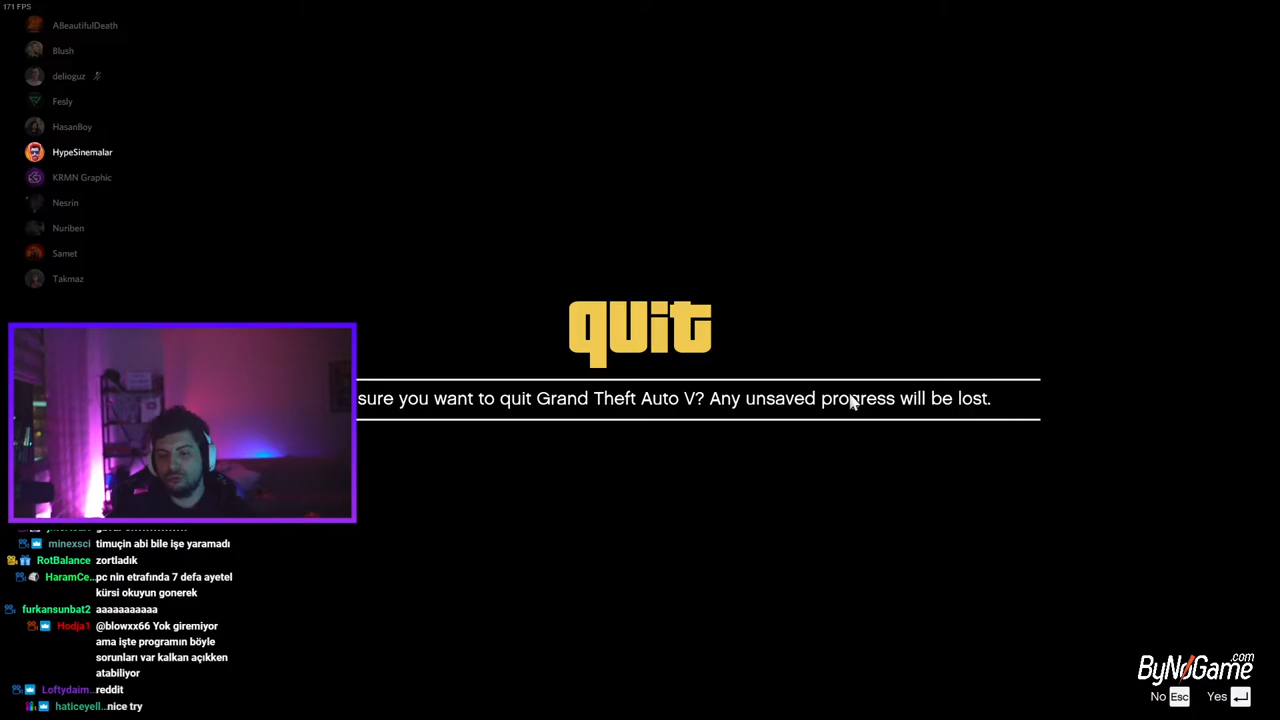 171 FPS
ABeautifulDeath
Blush
delioguz
Fesly
HasanBoy
HypeSinemalar
KRMN Graphic
Nesrin
Nuriben
Samet
Takmaz
quit
sure you want to quit Grand Theft Auto V? Any unsaved progress will be lost.
minexsci timuçin abi bile işe yaramadı
RotBalance zortladık
HaramCe... pc nin etrafında 7 defa ayetel
kürsi okuyun gonerek
furkansunbat2 aaaaaaaaaaa
Hodja1 @blowxx66 Yok giremiyor
ama işte programın böyle
sorunları var kalkan açıkken
atabiliyor
Loftydaim... reddit
haticeyell... nice try
ByNoGame.com
No Esc Yes